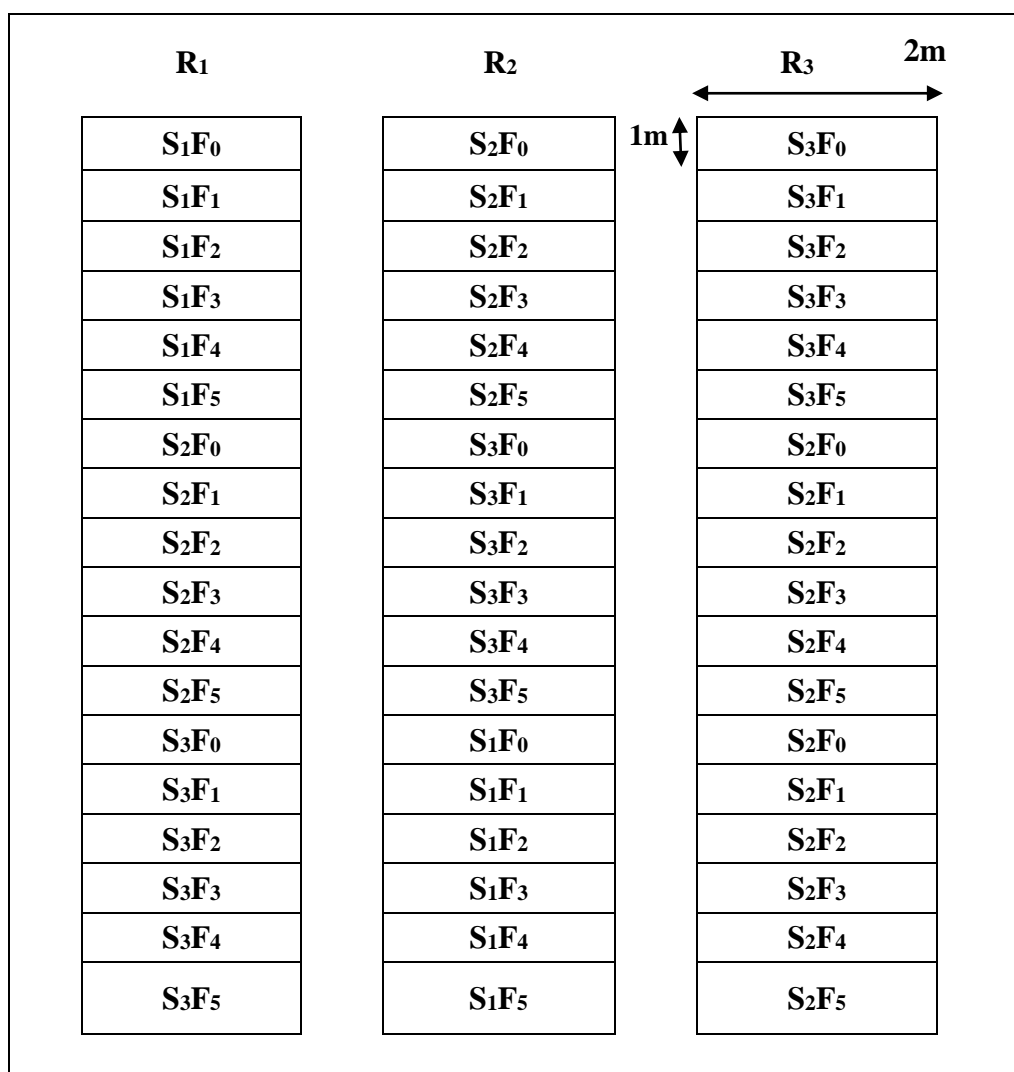 R₁ R₂ R₃ 2m
1m
S₁F₀ S₂F₀ S₃F₀
S₁F₁ S₂F₁ S₃F₁
S₁F₂ S₂F₂ S₃F₂
S₁F₃ S₂F₃ S₃F₃
S₁F₄ S₂F₄ S₃F₄
S₁F₅ S₂F₅ S₃F₅
S₂F₀ S₃F₀ S₂F₀
S₂F₁ S₃F₁ S₂F₁
S₂F₂ S₃F₂ S₂F₂
S₂F₃ S₃F₃ S₂F₃
S₂F₄ S₃F₄ S₂F₄
S₂F₅ S₃F₅ S₂F₅
S₃F₀ S₁F₀ S₂F₀
S₃F₁ S₁F₁ S₂F₁
S₃F₂ S₁F₂ S₂F₂
S₃F₃ S₁F₃ S₂F₃
S₃F₄ S₁F₄ S₂F₄
S₃F₅ S₁F₅ S₂F₅